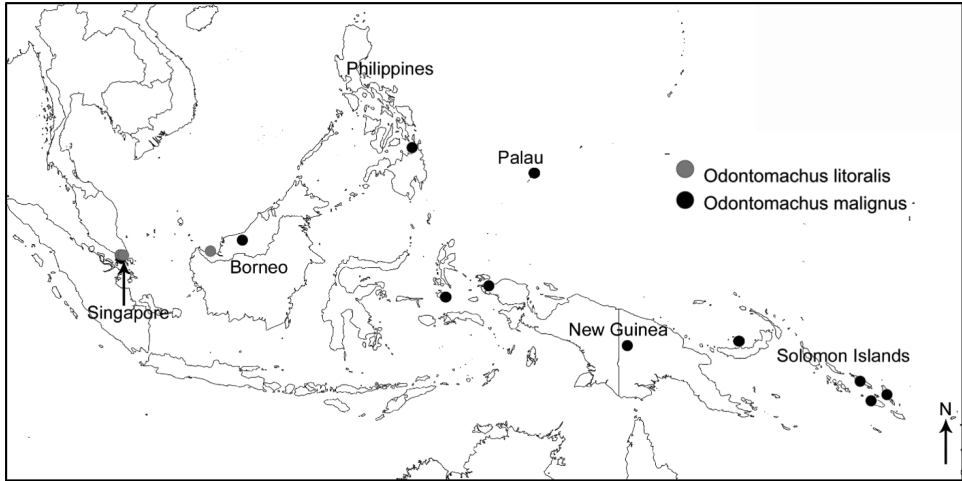 Philippines
Palau
Odontomachus litoralis
Odontomachus malignus
Borneo
Singapore
New Guinea
Solomon Islands
N